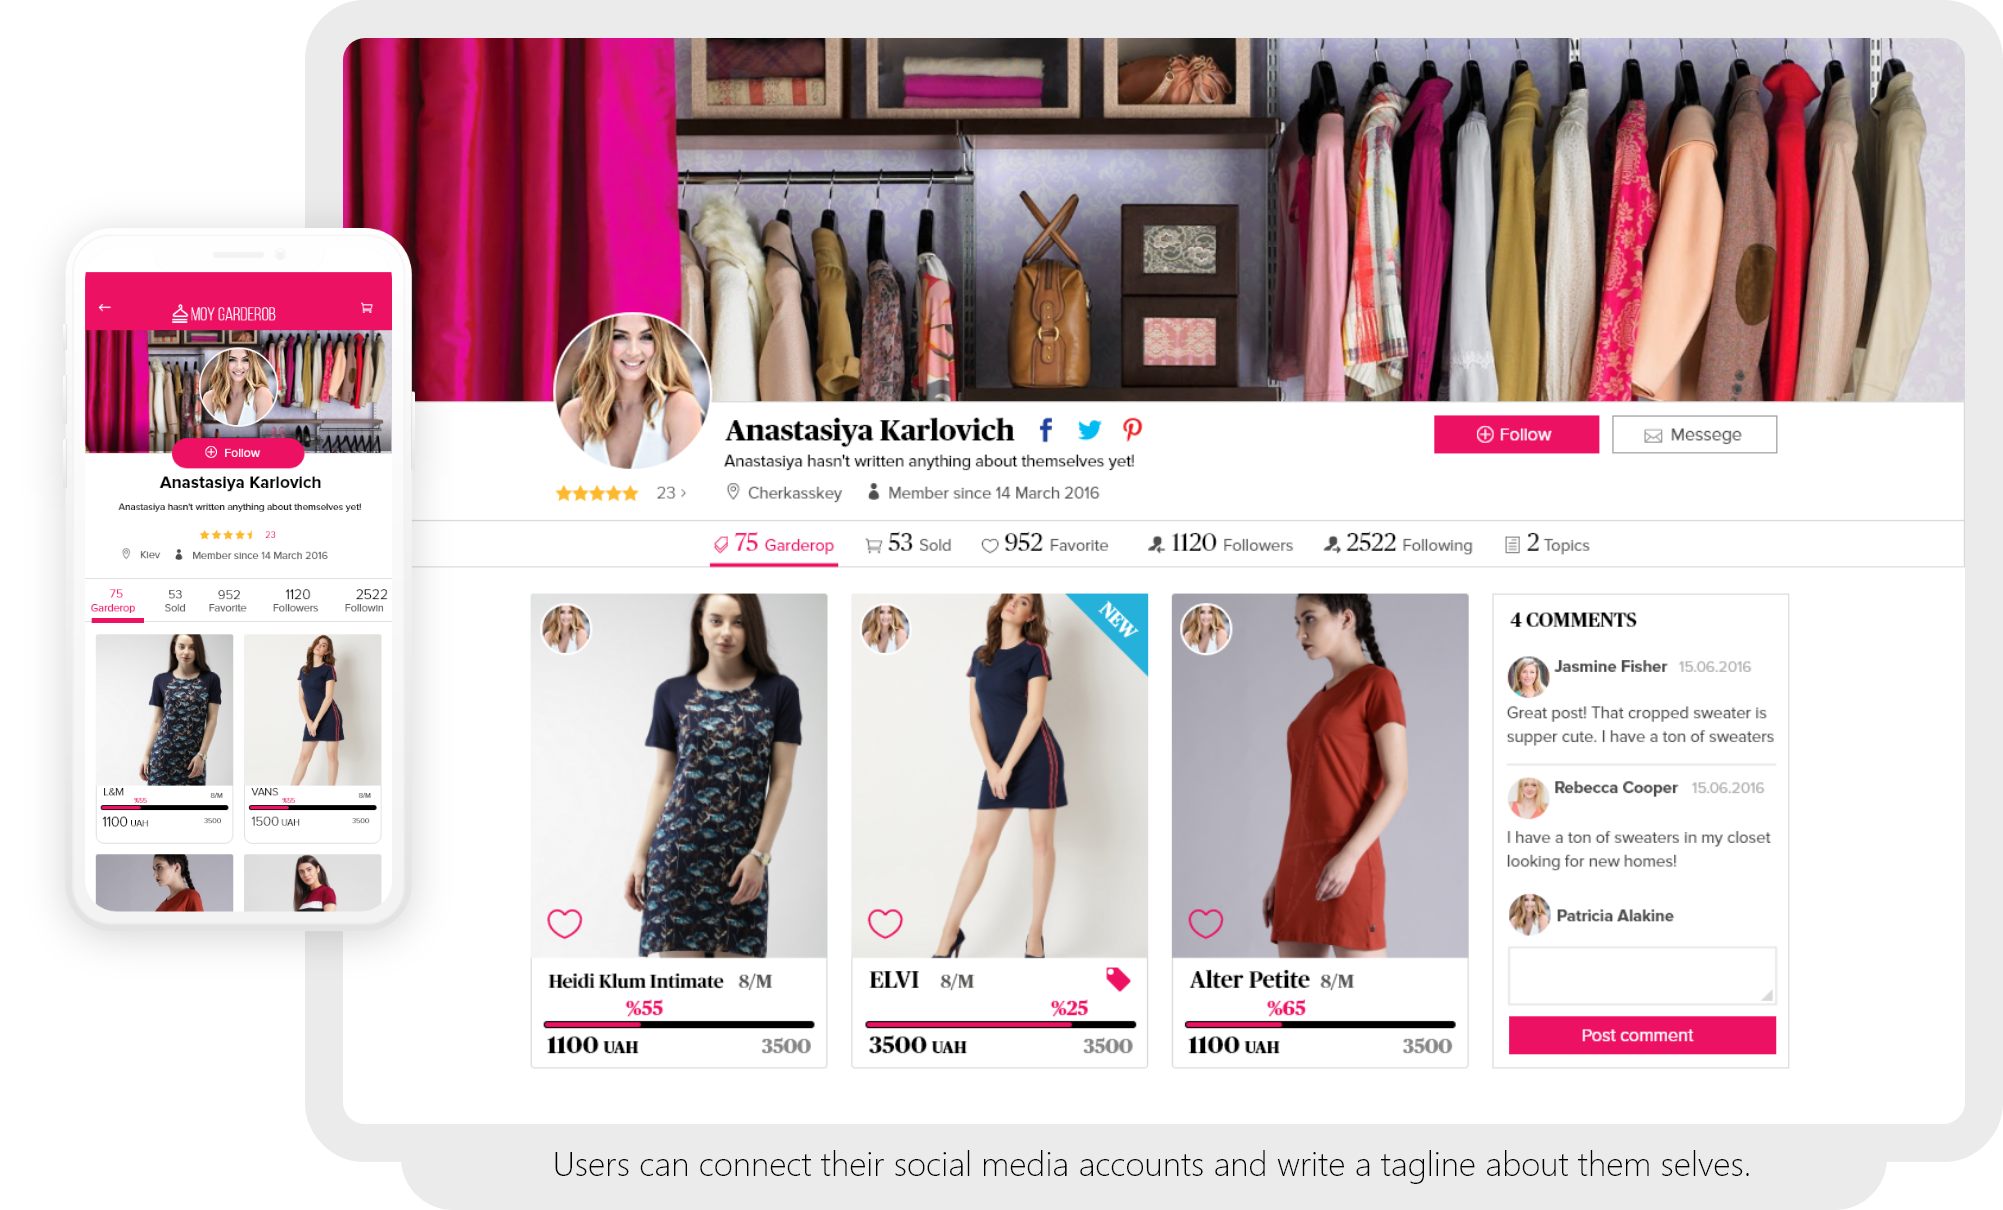 MOY GARDEROB
Follow
Anastasiya Karlovich
Anastasiya hasn't written anything about themselves yet!
23
Kiev Member since 14 March 2016
75 53 952 1120 2522
Garderop Sold Favorite Followers Followin
L&M 8/M
%55
1100 UAH 3500
VANS 8/M
%55
1500 UAH 3500
Anastasiya Karlovich
Anastasiya hasn't written anything about themselves yet!
23 >
Cherkasskey Member since 14 March 2016
Follow
Messege
75 Garderop 53 Sold 952 Favorite 1120 Followers 2522 Following 2 Topics
Heidi Klum Intimate 8/M
%55
1100 UAH 3500
NEW
ELVI 8/M
%25
3500 UAH 3500
Alter Petite 8/M
%65
1100 UAH 3500
4 COMMENTS
Jasmine Fisher 15.06.2016
Great post! That cropped sweater is
supper cute. I have a ton of sweaters
Rebecca Cooper 15.06.2016
I have a ton of sweaters in my closet
looking for new homes!
Patricia Alakine
Post comment
Users can connect their social media accounts and write a tagline about them selves.